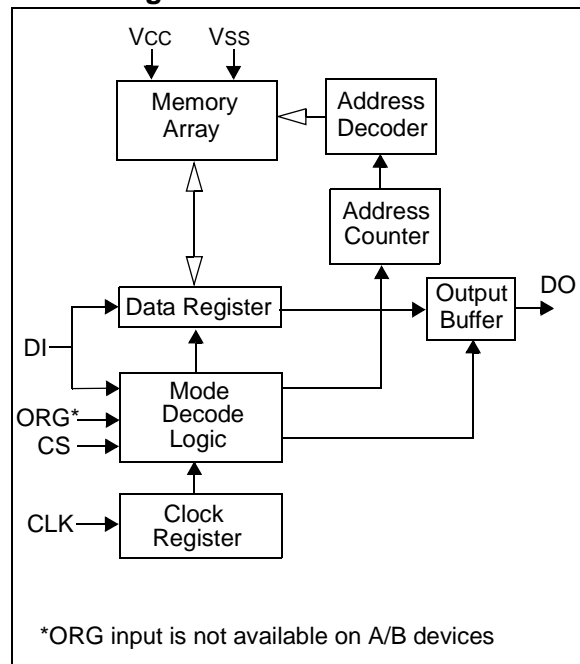 VCC VSS
Memory
Array
Address
Decoder
Address
Counter
Data Register
Output
Buffer
DO
DI
Mode
Decode
Logic
ORG*
CS
CLK
Clock
Register
*ORG input is not available on A/B devices